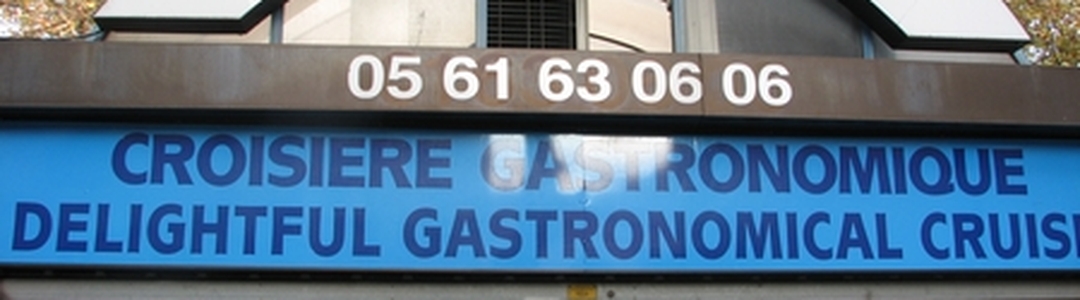 05 61 63 06 06
CROISIERE GASTRONOMIQUE
DELIGHTFUL GASTRONOMICAL CRUIS